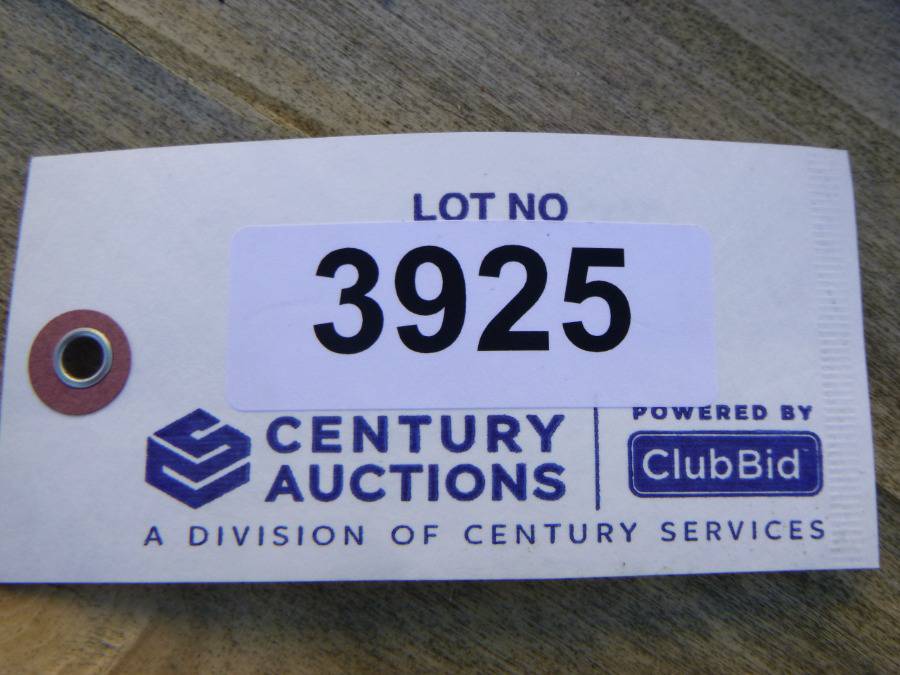 LOT NO
3925
CENTURY
AUCTIONS
POWERED BY
ClubBid
A DIVISION OF CENTURY SERVICES